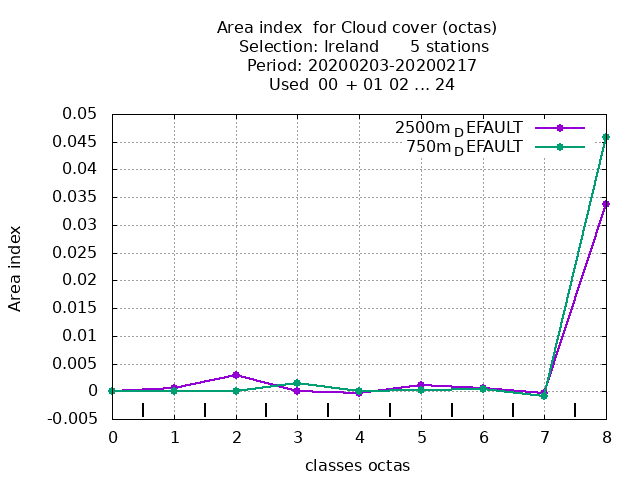 Area index  for Cloud cover (octas)
Selection: Ireland      5 stations
Period: 20200203-20200217
Used  00 + 01 02 ... 24
2500m_DEFAULT
750m_DEFAULT
0.05
0.045
0.04
0.035
0.03
0.025
0.02
0.015
0.01
0.005
0
-0.005
Area index
0 1 2 3 4 5 6 7 8
classes octas